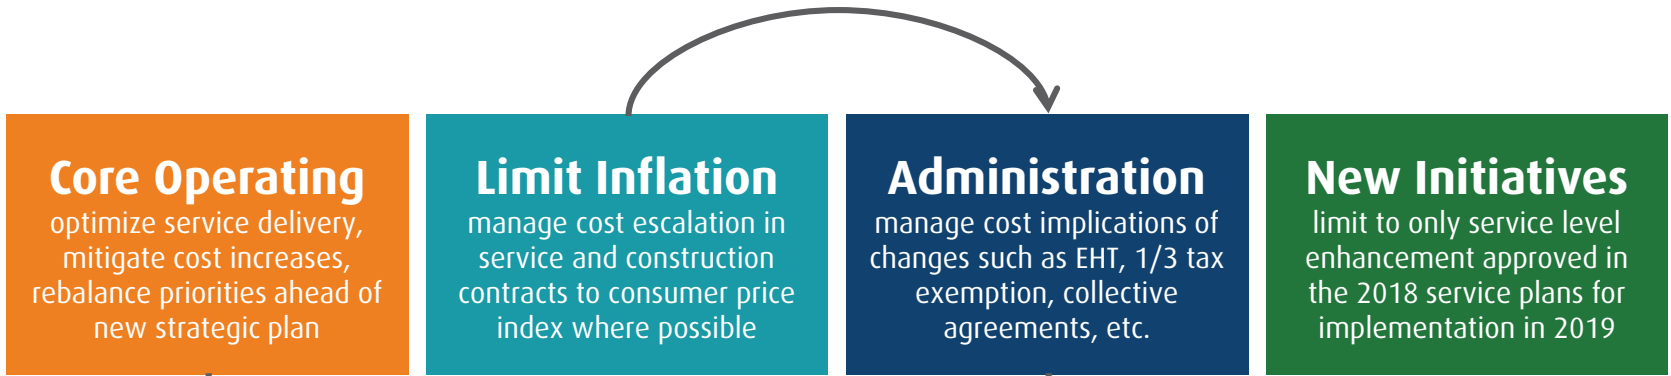 Core Operating
optimize service delivery,
mitigate cost increases,
rebalance priorities ahead of
new strategic plan
Limit Inflation
manage cost escalation in
service and construction
contracts to consumer price
index where possible
Administration
manage cost implications of
changes such as EHT, 1/3 tax
exemption, collective
agreements, etc.
New Initiatives
limit to only service level
enhancement approved in
the 2018 service plans for
implementation in 2019